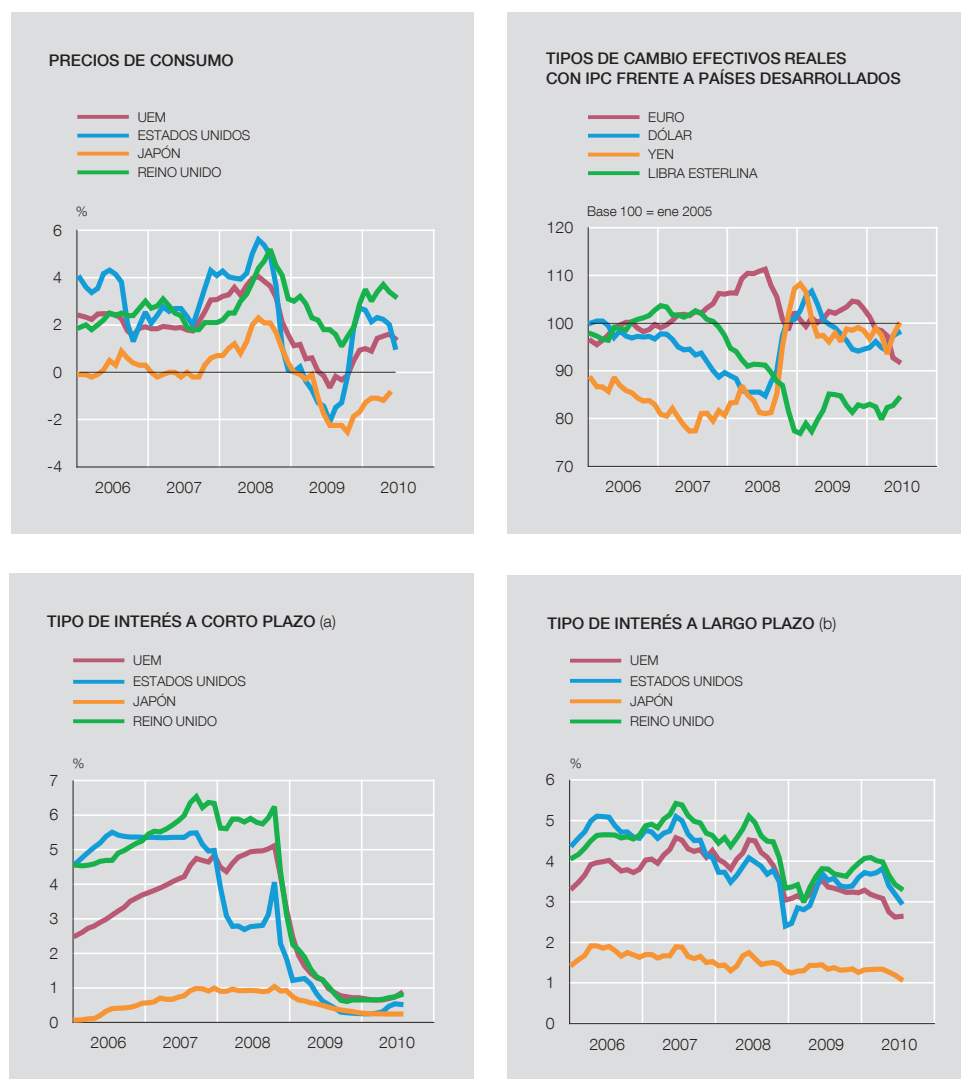 PRECIOS DE CONSUMO
UEM
ESTADOS UNIDOS
JAPÓN
REINO UNIDO
%
6
4
2
0
-2
-4
2006 2007 2008 2009 2010
TIPOS DE CAMBIO EFECTIVOS REALES
CON IPC FRENTE A PAÍSES DESARROLLADOS
EURO
DÓLAR
YEN
LIBRA ESTERLINA
Base 100 = ene 2005
120
110
100
90
80
70
2006 2007 2008 2009 2010
TIPO DE INTERÉS A CORTO PLAZO (a)
UEM
ESTADOS UNIDOS
JAPÓN
REINO UNIDO
%
7
6
5
4
3
2
1
0
2006 2007 2008 2009 2010
TIPO DE INTERÉS A LARGO PLAZO (b)
UEM
ESTADOS UNIDOS
JAPÓN
REINO UNIDO
%
6
5
4
3
2
1
0
2006 2007 2008 2009 2010